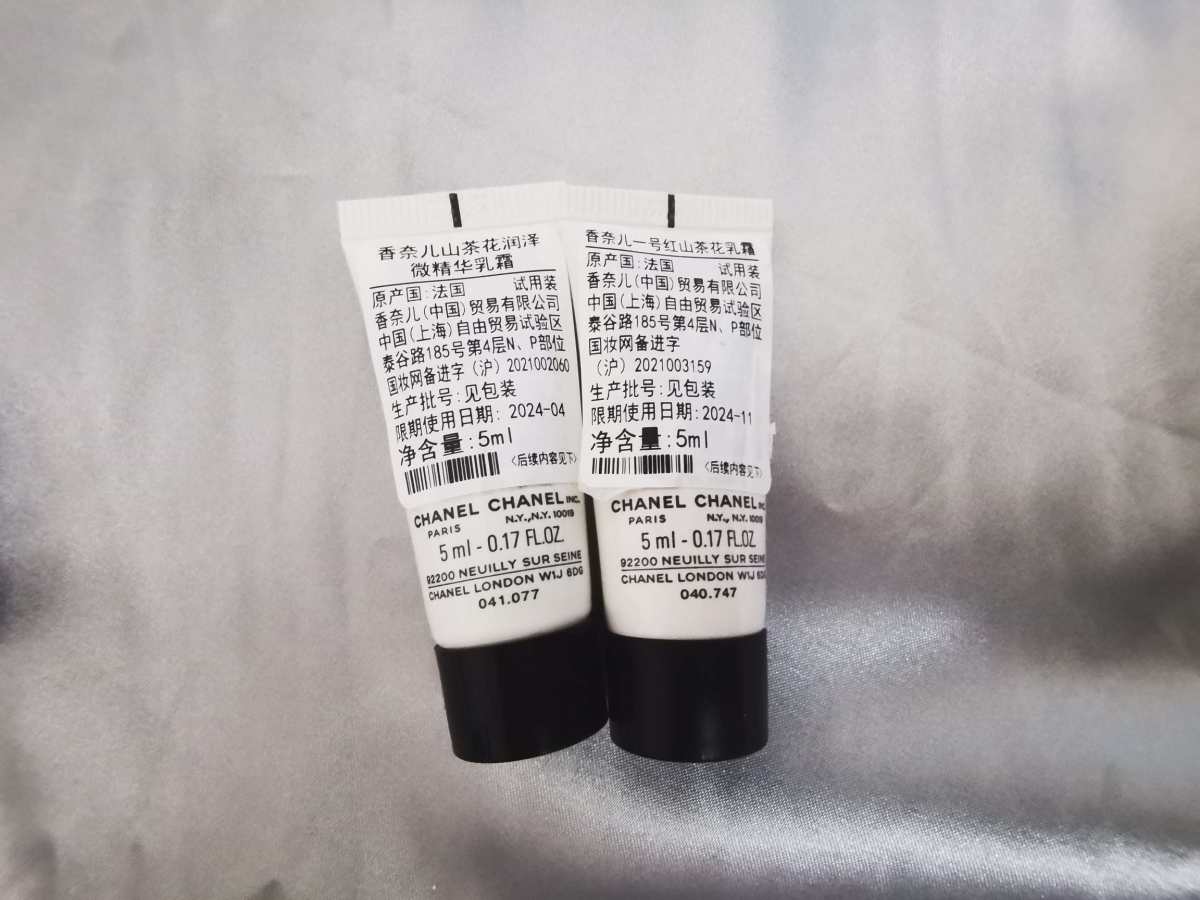 香奈儿山茶花润泽
微精华乳霜
原产国:法国 试用装
香奈儿(中国)贸易有限公司
中国(上海)自由贸易试验区
泰谷路185号第4层N、P部位
国妆网备进字(沪)2021002060
生产批号:见包装
限期使用日期: 2024-04
净含量:5ml
〈后续内容见下〉
CHANEL CHANEL INC.
PARIS N.Y.,N.Y. 10019
5 ml - 0.17 FL.OZ.
92200 NEUILLY SUR SEINE
CHANEL LONDON W1J 6DG
041.077
香奈儿一号红山茶花乳霜
原产国:法国 试用装
香奈儿(中国)贸易有限公司
中国(上海)自由贸易试验区
泰谷路185号第4层N、P部位
国妆网备进字
(沪)2021003159
生产批号:见包装
限期使用日期:2024-11
净含量:5ml
〈后续内容见下〉
CHANEL CHANEL INC
PARIS N.Y., N.Y. 10019
5 ml - 0.17 FL.OZ.
92200 NEUILLY SUR SEINE
CHANEL LONDON W1J 6DG
040.747